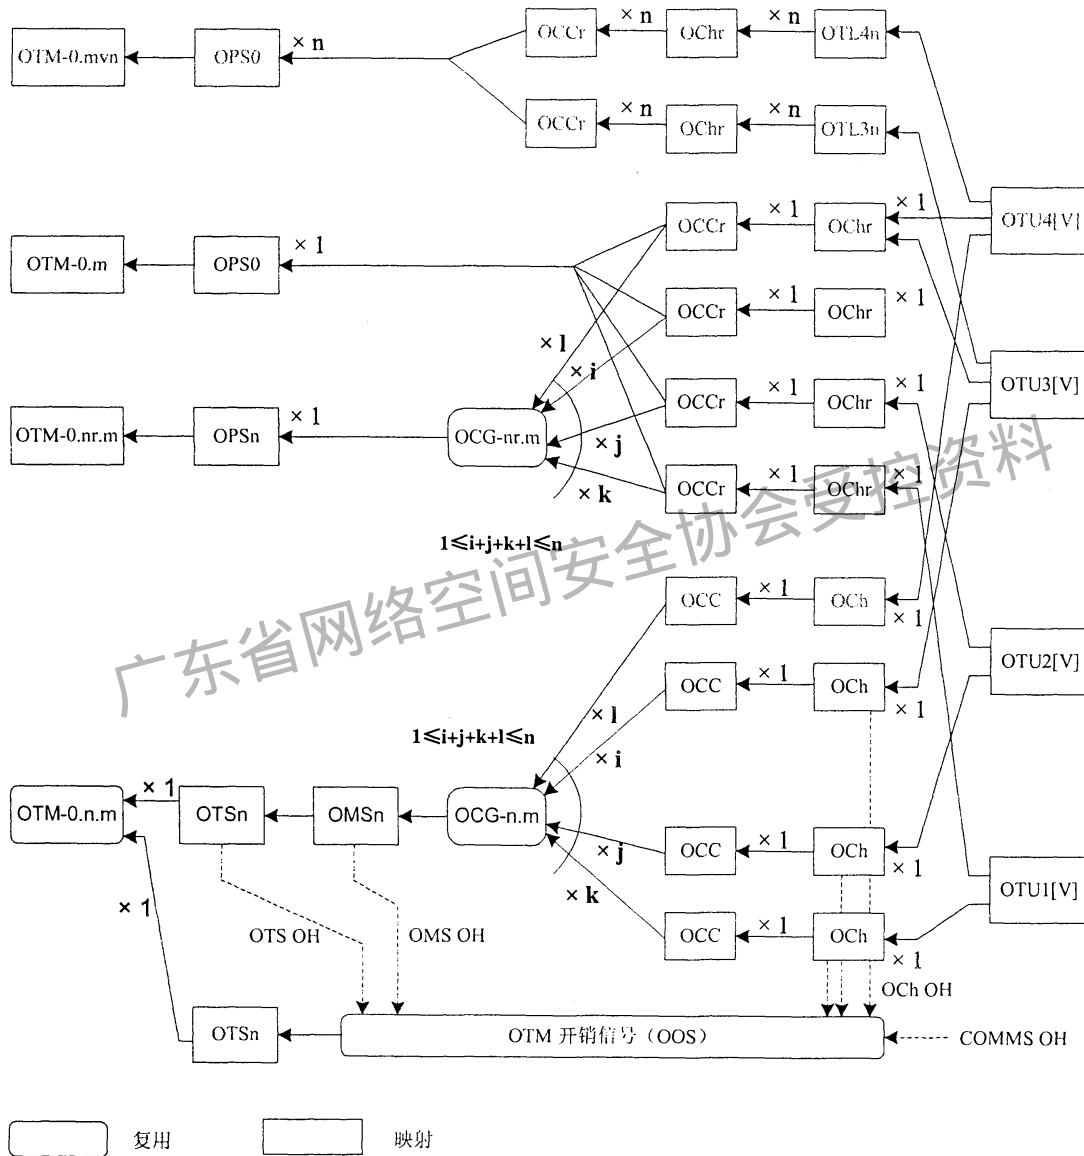 OTM-0.mvn
OPS0
× n
OCCr
× n
OChr
× n
OTL4n
OCCr
× n
OChr
× n
OTL3n
OTU4[V]
OTM-0.m
OPS0
× 1
OCCr
× 1
OChr
× 1
OCCr
× 1
OChr
× 1
OTU3[V]
× l
× i
OTM-0.nr.m
OPSn
× 1
OCG-nr.m
× j
× k
OCCr
× 1
OChr
× 1
OCCr
× 1
OChr
× 1
1≤i+j+k+l≤n
广东省网络空间安全协会受控资料
OCC
× 1
OCh
× 1
OCC
× 1
OCh
× 1
OTU2[V]
1≤i+j+k+l≤n
× l
× i
OTM-0.n.m
× 1
OTSn
OMSn
OCG-n.m
× j
× k
OCC
× 1
OCh
× 1
OTU1[V]
× 1
OTS OH
OMS OH
OCC
× 1
OCh
× 1
OCh OH
OTSn
OTM 开销信号（OOS）
COMMS OH
复用
映射